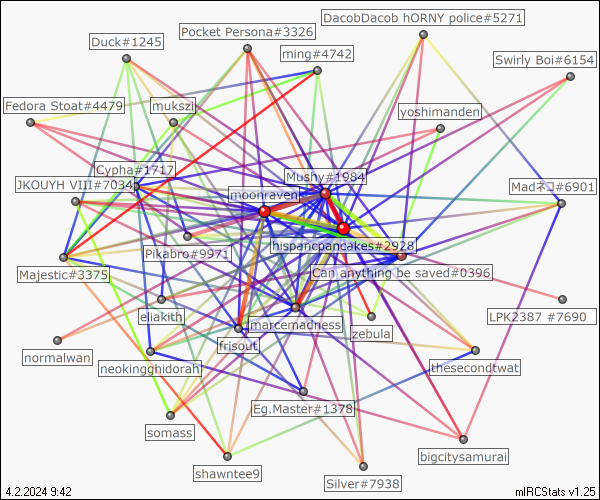 DacobDacob hORNY police#5271
Pocket Persona#3326
Duck#1245
ming#4742
Swirly Boi#6154
Fedora Stoat#4479
mukszi
yoshimanden
Cypha#1717
Mushy#1984
JKOUYH VIII#7034
moonraven
Madネコ#6901
Pikabro#9971
hispancpancakes#2928
Majestic#3375
Can anything be saved#0396
eliakith
marcemadness
LPK2387 #7690
zebula
frisout
normalwan
neokingghidorah
thesecondtwat
Eg.Master#1378
somass
bigcitysamurai
shawntee9
Silver#7938
4.2.2024 9:42
mIRCStats v1.25